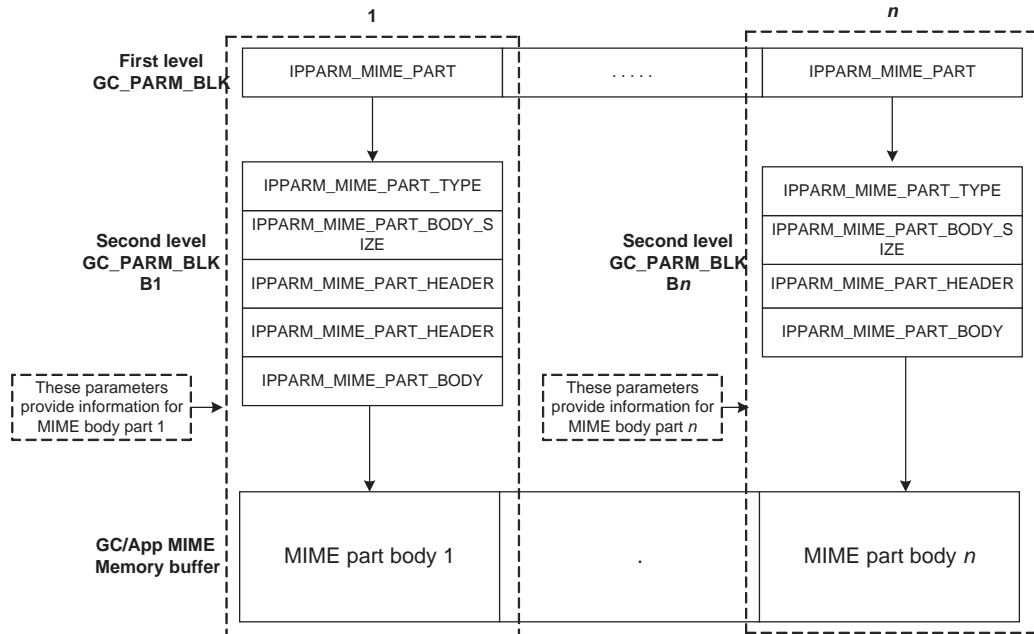 1
n
First level
GC_PARM_BLK
IPPARM_MIME_PART
. . . . .
IPPARM_MIME_PART
Second level
GC_PARM_BLK
B1
IPPARM_MIME_PART_TYPE
IPPARM_MIME_PART_BODY_S
IZE
IPPARM_MIME_PART_HEADER
IPPARM_MIME_PART_HEADER
IPPARM_MIME_PART_BODY
Second level
GC_PARM_BLK
Bn
IPPARM_MIME_PART_TYPE
IPPARM_MIME_PART_BODY_S
IZE
IPPARM_MIME_PART_HEADER
IPPARM_MIME_PART_BODY
These parameters
provide information for
MIME body part 1
These parameters
provide information for
MIME body part n
GC/App MIME
Memory buffer
MIME part body 1
.
MIME part body n